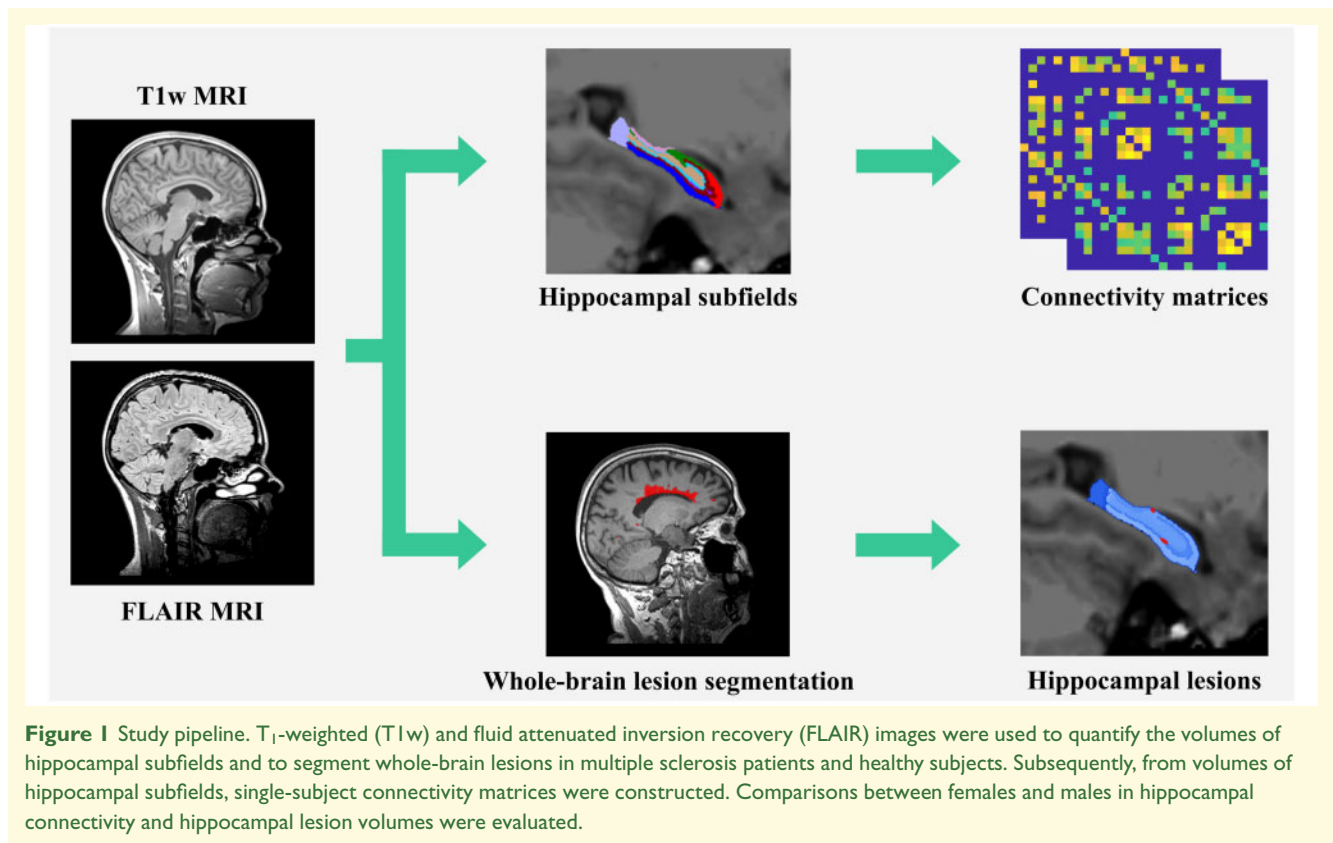 T1w MRI
FLAIR MRI
Hippocampal subfields
Connectivity matrices
Whole-brain lesion segmentation
Hippocampal lesions
Figure 1 Study pipeline. T₁-weighted (T1w) and fluid attenuated inversion recovery (FLAIR) images were used to quantify the volumes of
hippocampal subfields and to segment whole-brain lesions in multiple sclerosis patients and healthy subjects. Subsequently, from volumes of
hippocampal subfields, single-subject connectivity matrices were constructed. Comparisons between females and males in hippocampal
connectivity and hippocampal lesion volumes were evaluated.